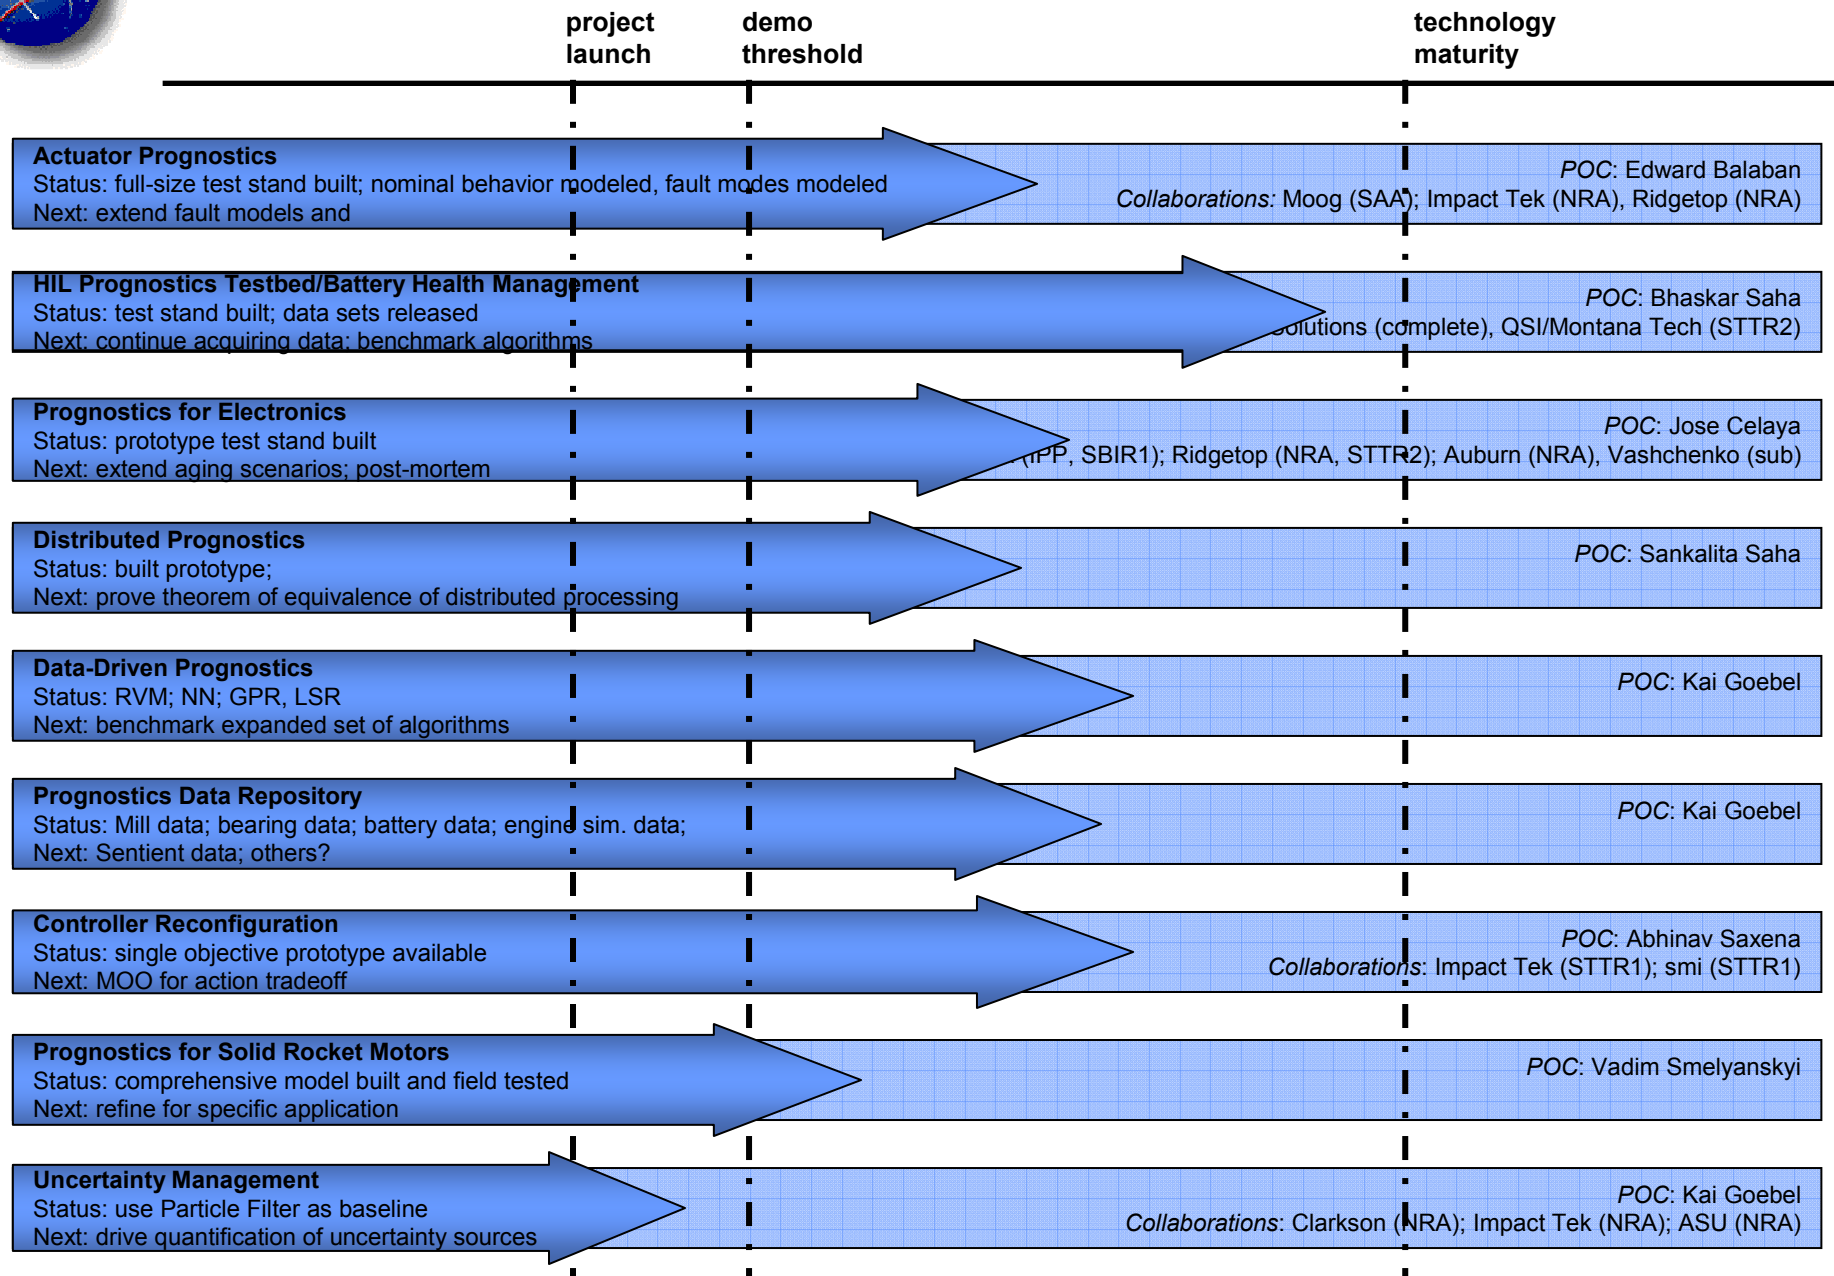 project launch
demo threshold
technology maturity
Actuator Prognostics
Status: full-size test stand built; nominal behavior modeled, fault modes modeled
Next: extend fault models and
POC: Edward Balaban
Collaborations: Moog (SAA); Impact Tek (NRA), Ridgetop (NRA)
HIL Prognostics Testbed/Battery Health Management
Status: test stand built; data sets released
Next: continue acquiring data; benchmark algorithms
POC: Bhaskar Saha
(complete), QSI/Montana Tech (STTR2)
Prognostics for Electronics
Status: prototype test stand built
Next: extend aging scenarios; post-mortem
POC: Jose Celaya
(IPP, SBIR1); Ridgetop (NRA, STTR2); Auburn (NRA), Vashchenko (sub)
Distributed Prognostics
Status: built prototype;
Next: prove theorem of equivalence of distributed processing
POC: Sankalita Saha
Data-Driven Prognostics
Status: RVM; NN; GPR, LSR
Next: benchmark expanded set of algorithms
POC: Kai Goebel
Prognostics Data Repository
Status: Mill data; bearing data; battery data; engine sim. data;
Next: Sentient data; others?
POC: Kai Goebel
Controller Reconfiguration
Status: single objective prototype available
Next: MOO for action tradeoff
POC: Abhinav Saxena
Collaborations: Impact Tek (STTR1); smi (STTR1)
Prognostics for Solid Rocket Motors
Status: comprehensive model built and field tested
Next: refine for specific application
POC: Vadim Smelyanskyi
Uncertainty Management
Status: use Particle Filter as baseline
Next: drive quantification of uncertainty sources
POC: Kai Goebel
Collaborations: Clarkson (NRA); Impact Tek (NRA); ASU (NRA)